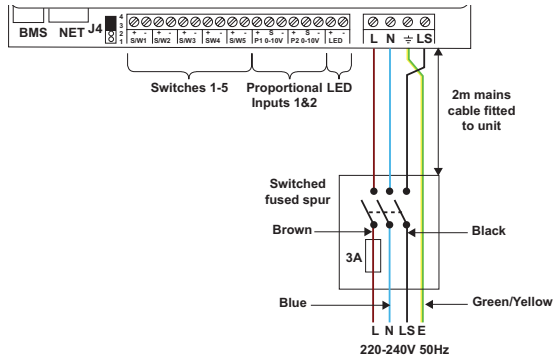 BMS NET J4
4
3
2
1
+ - + - + - + - + - + S - + S - + -
S/W1 S/W2 S/W3 SW4 S/W5 P1 0-10V P2 0-10V LED
L N LS
Switches 1-5
Proportional
Inputs 1&2
LED
2m mains
cable fitted
to unit
Switched
fused spur
Brown
Black
3A
Blue
Green/Yellow
L N LS E
220-240V 50Hz